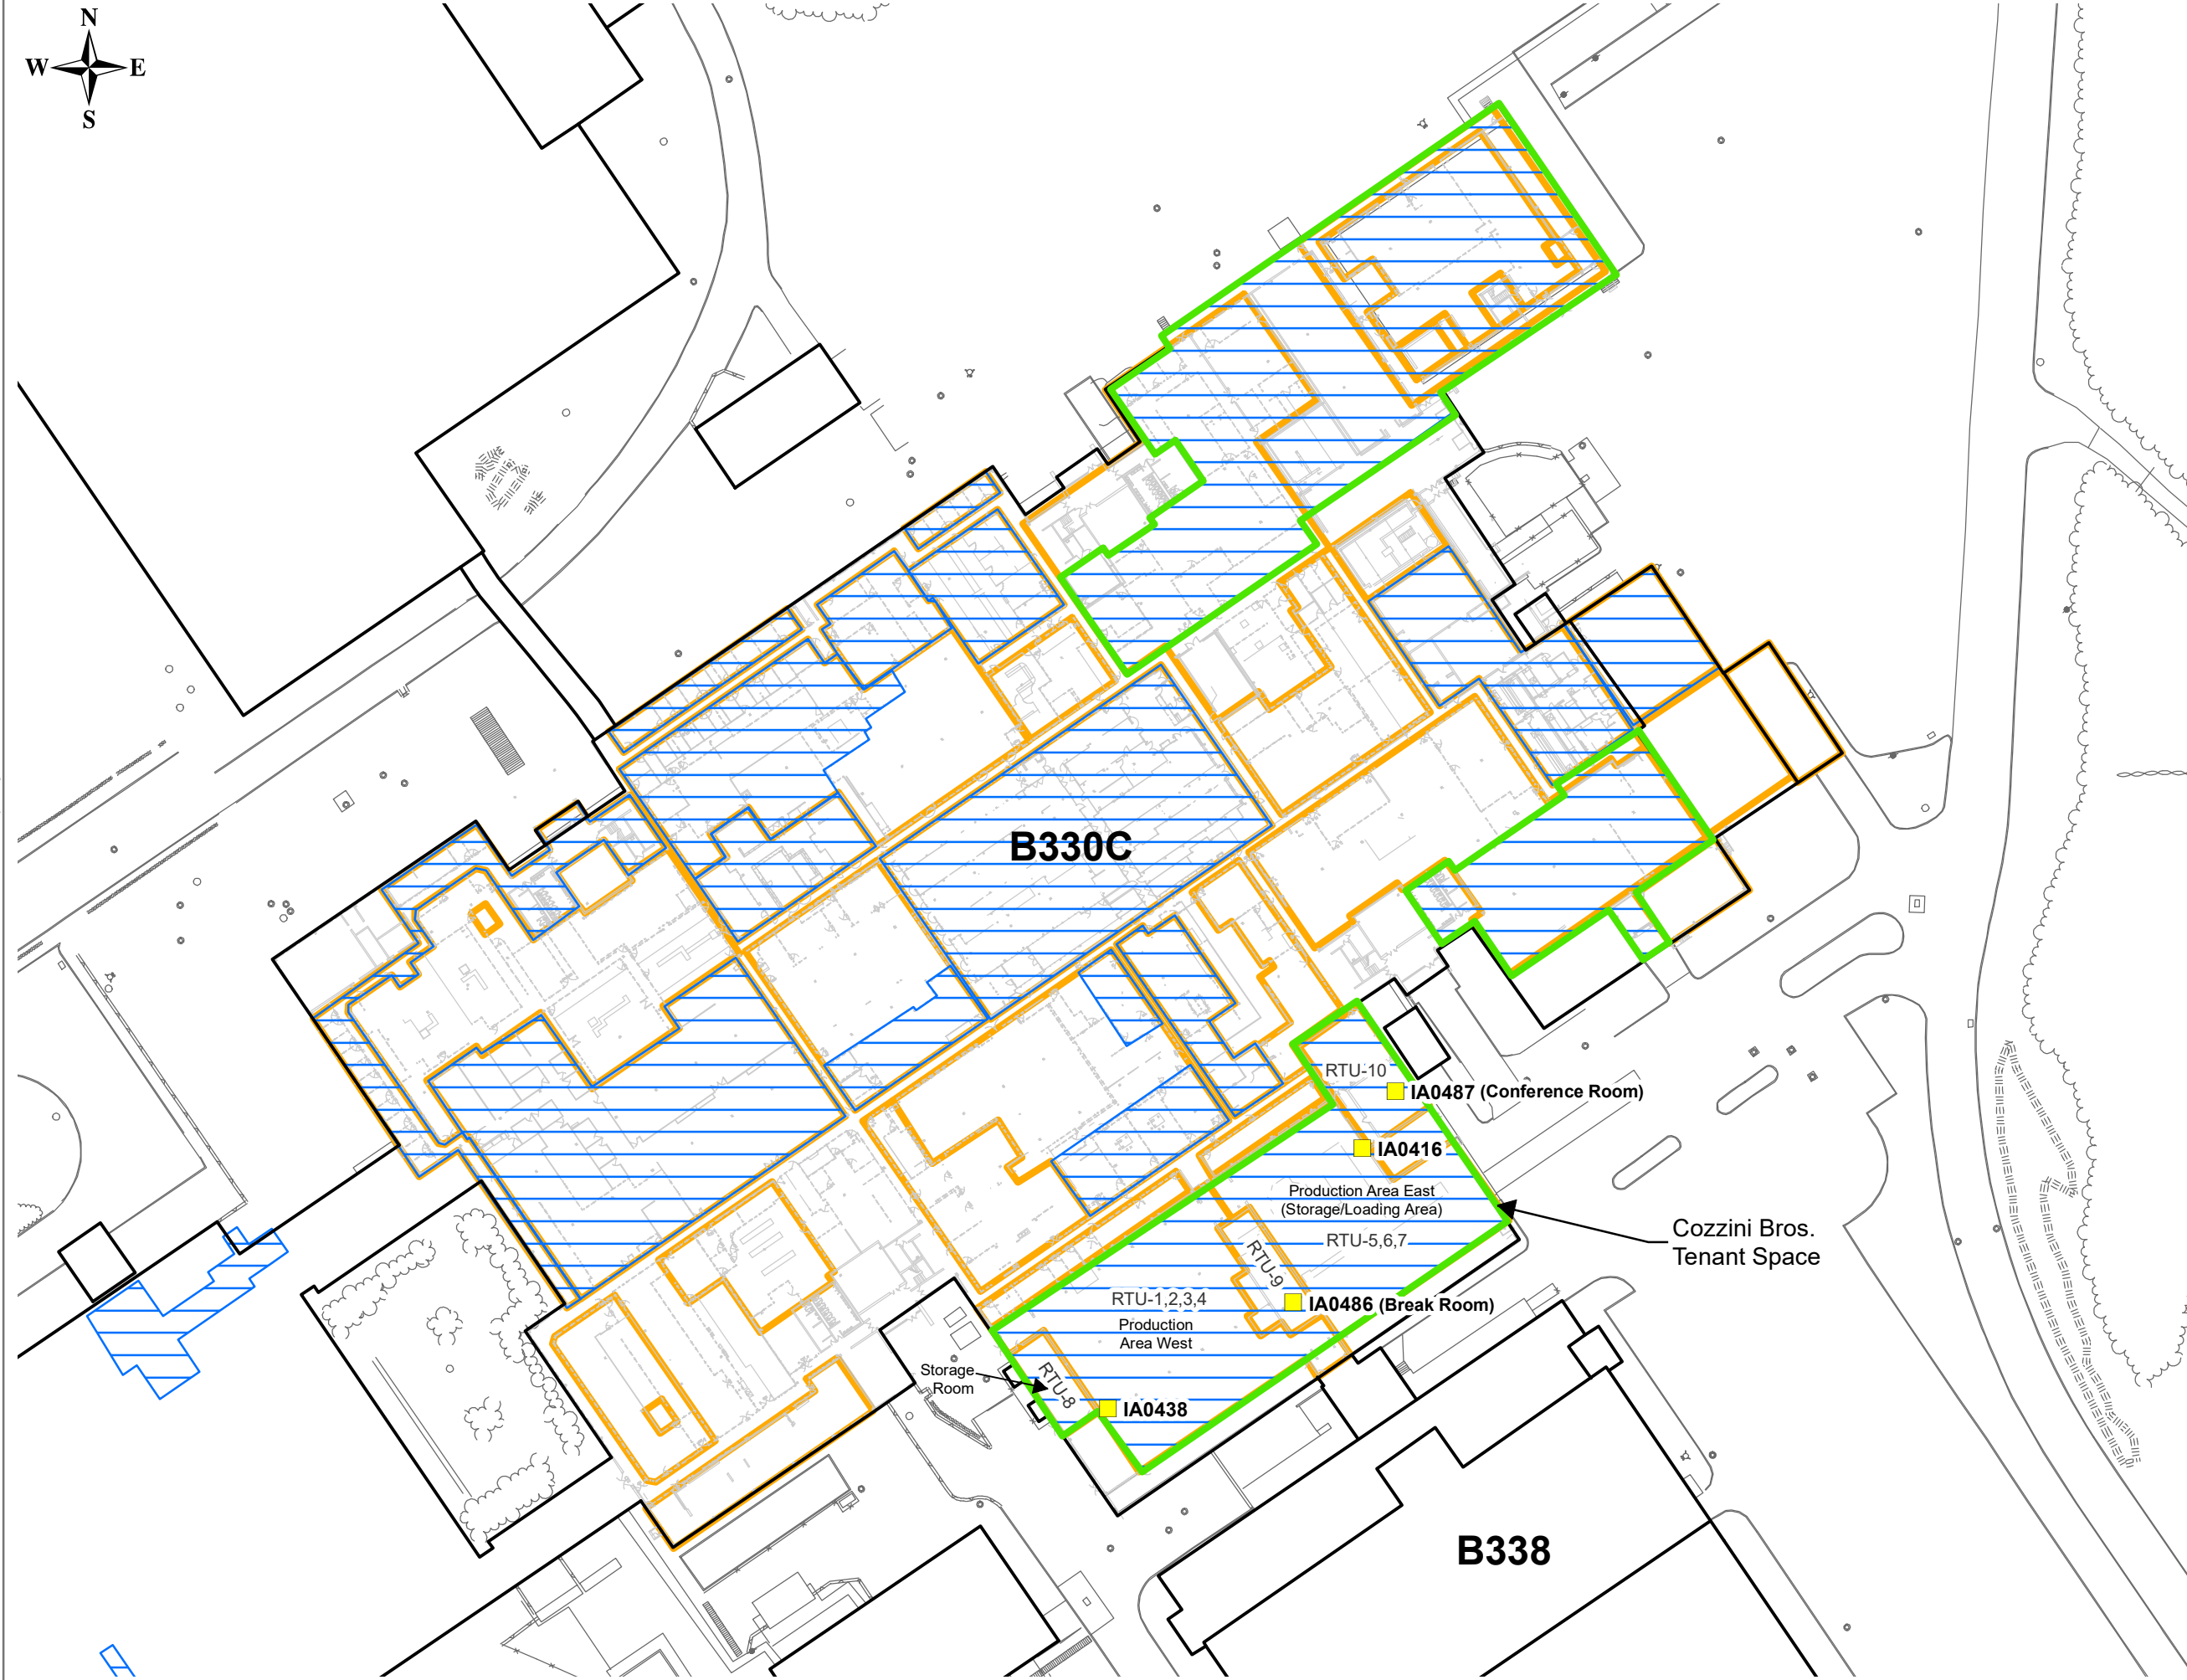 N
W E
S
B330C
RTU-10
IA0487 (Conference Room)
IA0416
Production Area East
(Storage/Loading Area)
Cozzini Bros.
Tenant Space
RTU-5,6,7
RTU-9
RTU-1,2,3,4
IA0486 (Break Room)
Production
Area West
Storage
Room
RTU-8
IA0438
B338